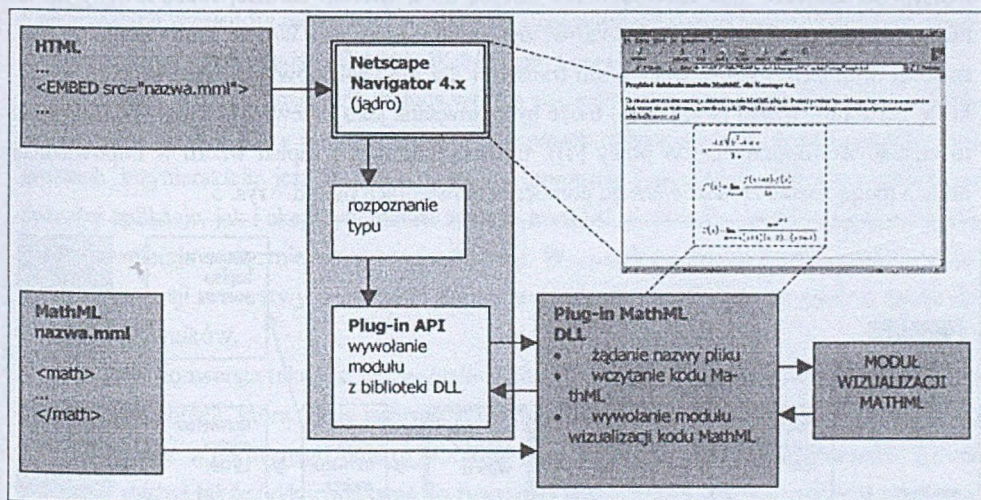 HTML
...
<EMBED src="nazwa.mml">
...
Netscape
Navigator 4.x
(jądro)
rozpoznanie
typu
MathML
nazwa.mml
<math>
...
</math>
Plug-in API
wywołanie
modułu
z biblioteki DLL
Plug-in MathML
DLL
• żądanie nazwy pliku
• wczytanie kodu Ma-
thML
• wywołanie modułu
wizualizacji kodu MathML
MODUŁ
WIZUALIZACJI
MATHML